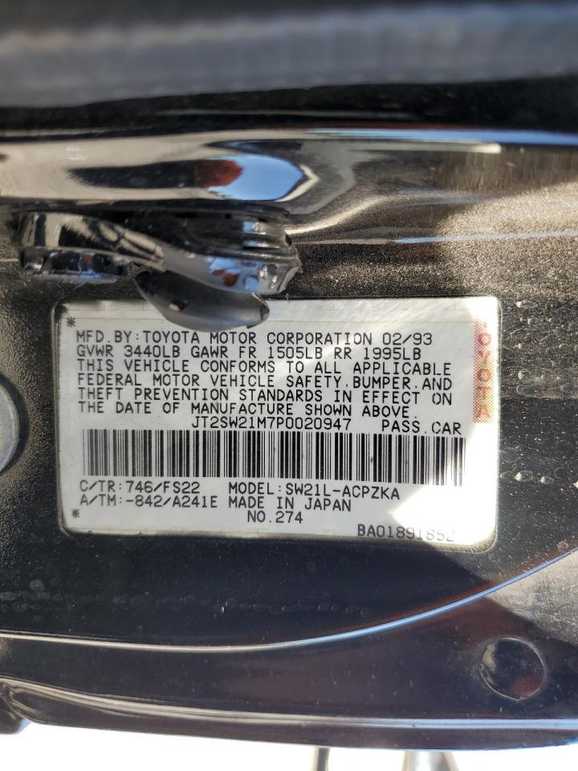 *
MFD.BY:TOYOTA MOTOR CORPORATION 02/93
GVWR 3440LB GAWR FR 1505LB RR 1995LB
THIS VEHICLE CONFORMS TO ALL APPLICABLE
FEDERAL MOTOR VEHICLE SAFETY,BUMPER,AND
THEFT PREVENTION STANDARDS IN EFFECT ON
THE DATE OF MANUFACTURE SHOWN ABOVE.
JT2SW21M7P0020947 PASS.CAR
C/TR:746/FS22 MODEL:SW21L-ACPZKA
A/TM:-842/A241E MADE IN JAPAN
* NO.274
BA01891852
TOYOTA